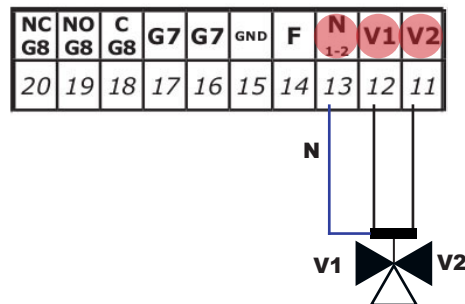 NC NO C G7 G7 GND F N V1 V2
G8 G8 G8 1-2
20 19 18 17 16 15 14 13 12 11
N
V1 V2